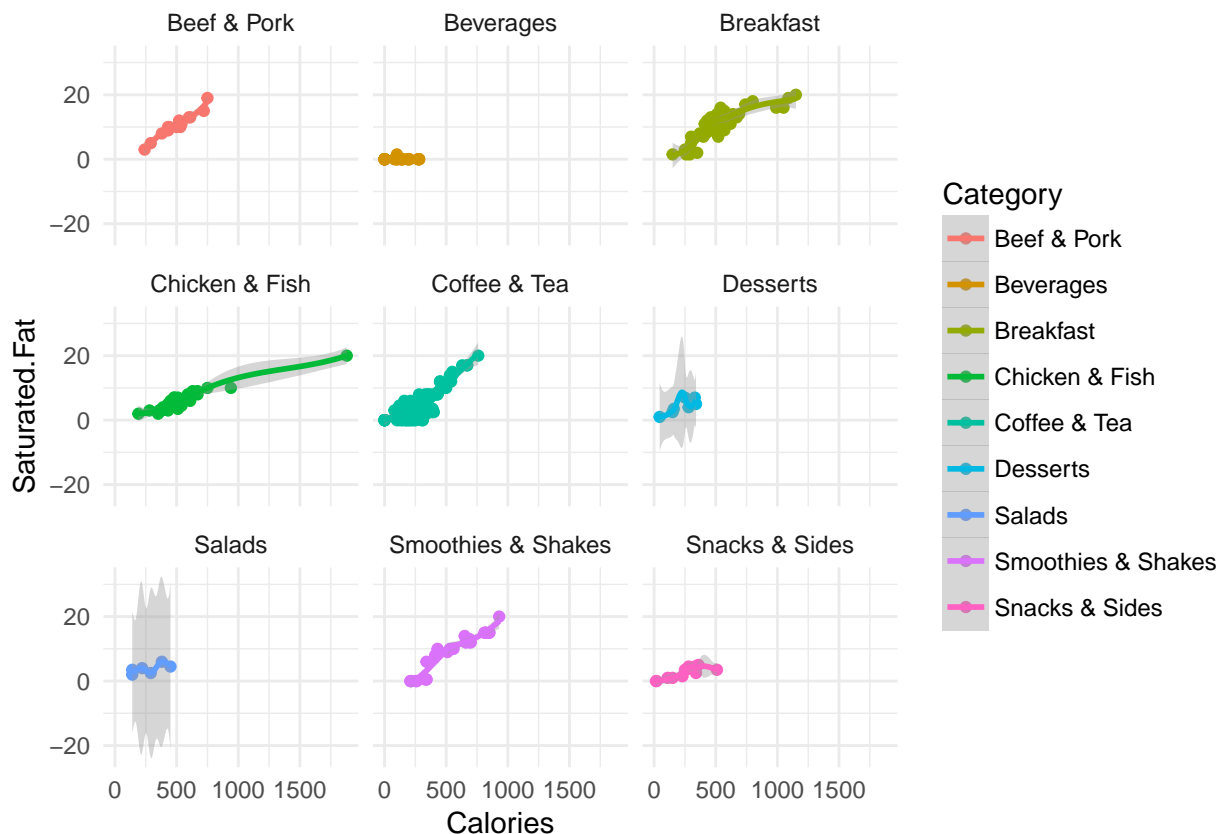 Beef & Pork
Beverages
Breakfast
20
0
−20
Chicken & Fish
Coffee & Tea
Desserts
20
0
−20
Salads
Smoothies & Shakes
Snacks & Sides
20
0
−20
0 500 1000 1500
0 500 1000 1500
0 500 1000 1500
Calories
Saturated.Fat
Category
Beef & Pork
Beverages
Breakfast
Chicken & Fish
Coffee & Tea
Desserts
Salads
Smoothies & Shakes
Snacks & Sides